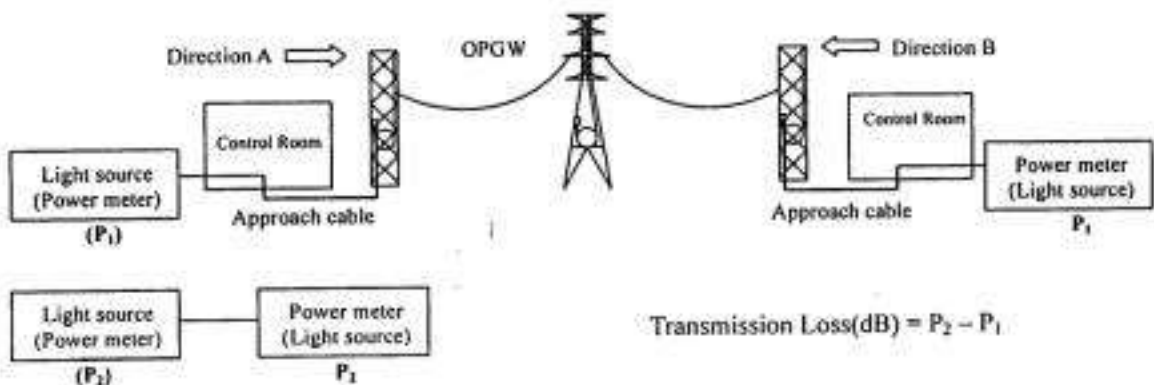 Direction A
OPGW
Direction B
Control Room
Control Room
Light source
(Power meter)
(P₁)
Approach cable
Approach cable
Power meter
(Light source)
P₁
Light source
(Power meter)
(P₂)
Power meter
(Light source)
P₂
Transmission Loss(dB) = P₂ – P₁